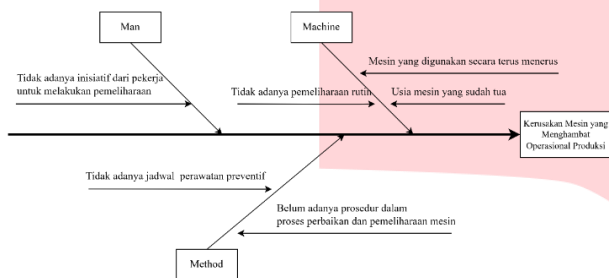 Man
Machine
Mesin yang digunakan secara terus menerus
Tidak adanya inisiatif dari pekerja
untuk melakukan pemeliharaan
Tidak adanya pemeliharaan rutin
Usia mesin yang sudah tua
Kerusakan Mesin yang
Menghambat
Operasional Produksi
Tidak adanya jadwal perawatan preventif
Belum adanya prosedur dalam
proses perbaikan dan pemeliharaan mesin
Method